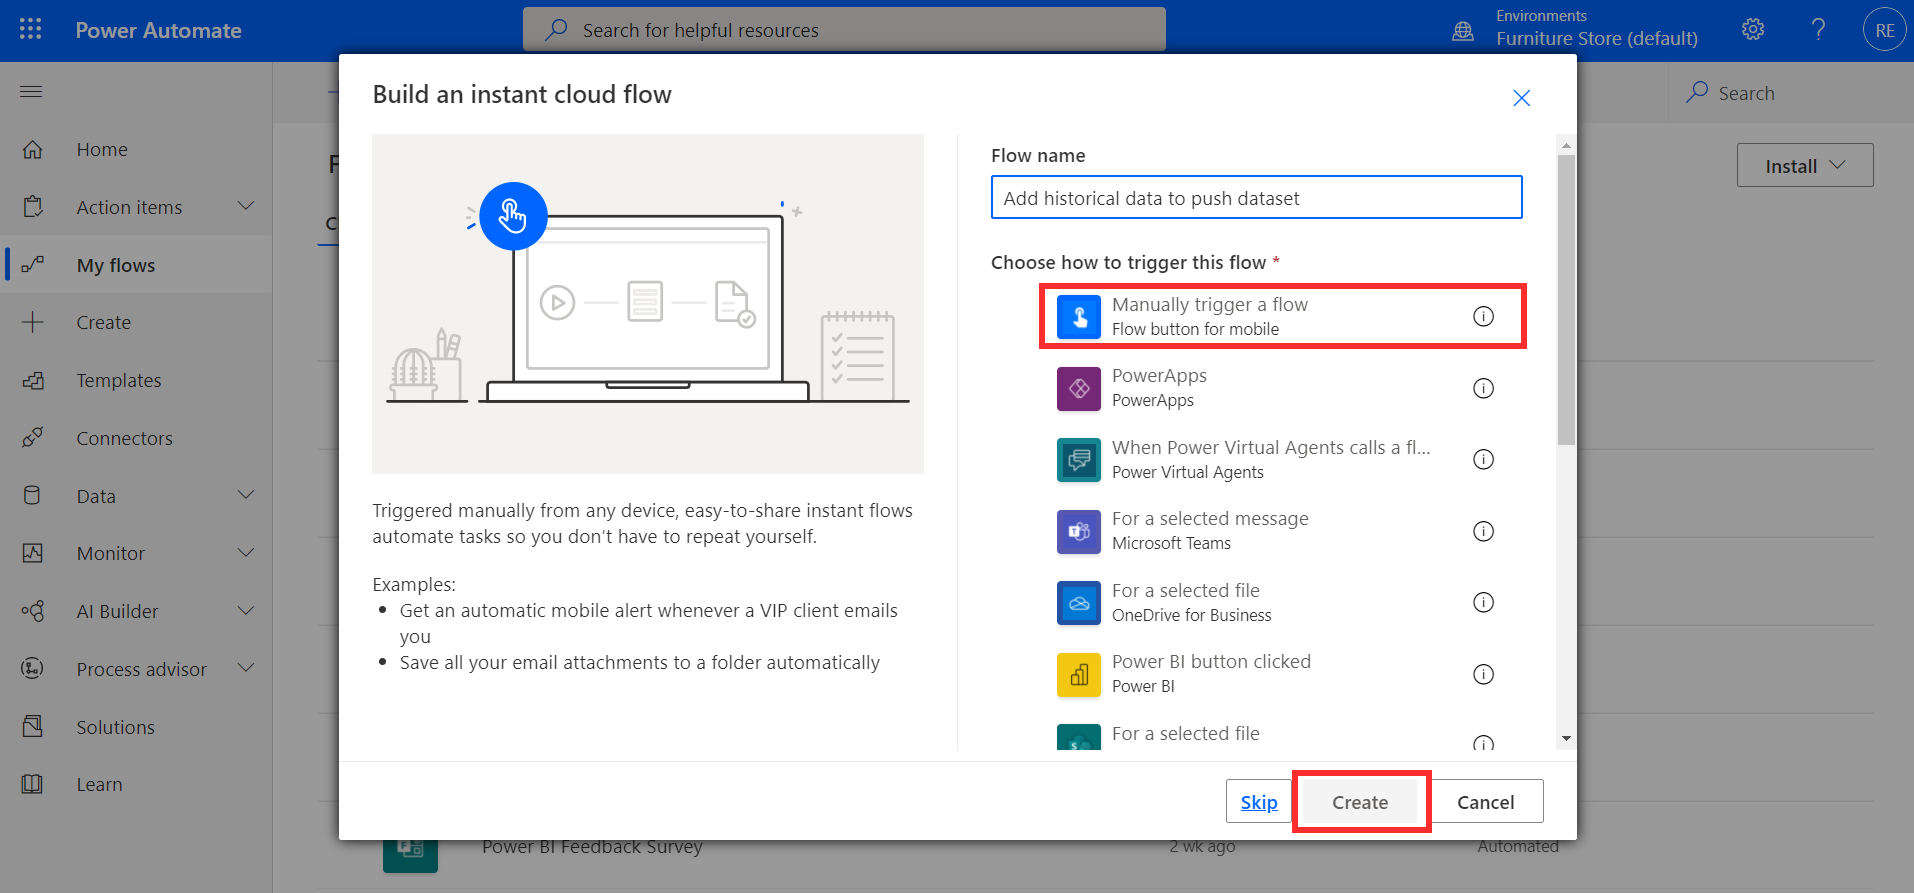 Power Automate
Search for helpful resources
Environments
Furniture Store (default)
RE
Search
Install
Home
Action items
My flows
Create
Templates
Connectors
Data
Monitor
AI Builder
Process advisor
Solutions
Learn
Build an instant cloud flow
Triggered manually from any device, easy-to-share instant flows
automate tasks so you don’t have to repeat yourself.
Examples:
Get an automatic mobile alert whenever a VIP client emails
you
Save all your email attachments to a folder automatically
Flow name
Add historical data to push dataset
Choose how to trigger this flow *
Manually trigger a flow
Flow button for mobile
PowerApps
PowerApps
When Power Virtual Agents calls a fl...
Power Virtual Agents
For a selected message
Microsoft Teams
For a selected file
OneDrive for Business
Power BI button clicked
Power BI
For a selected file
Skip
Create
Cancel
Power BI Feedback Survey
2 wk ago
Automated